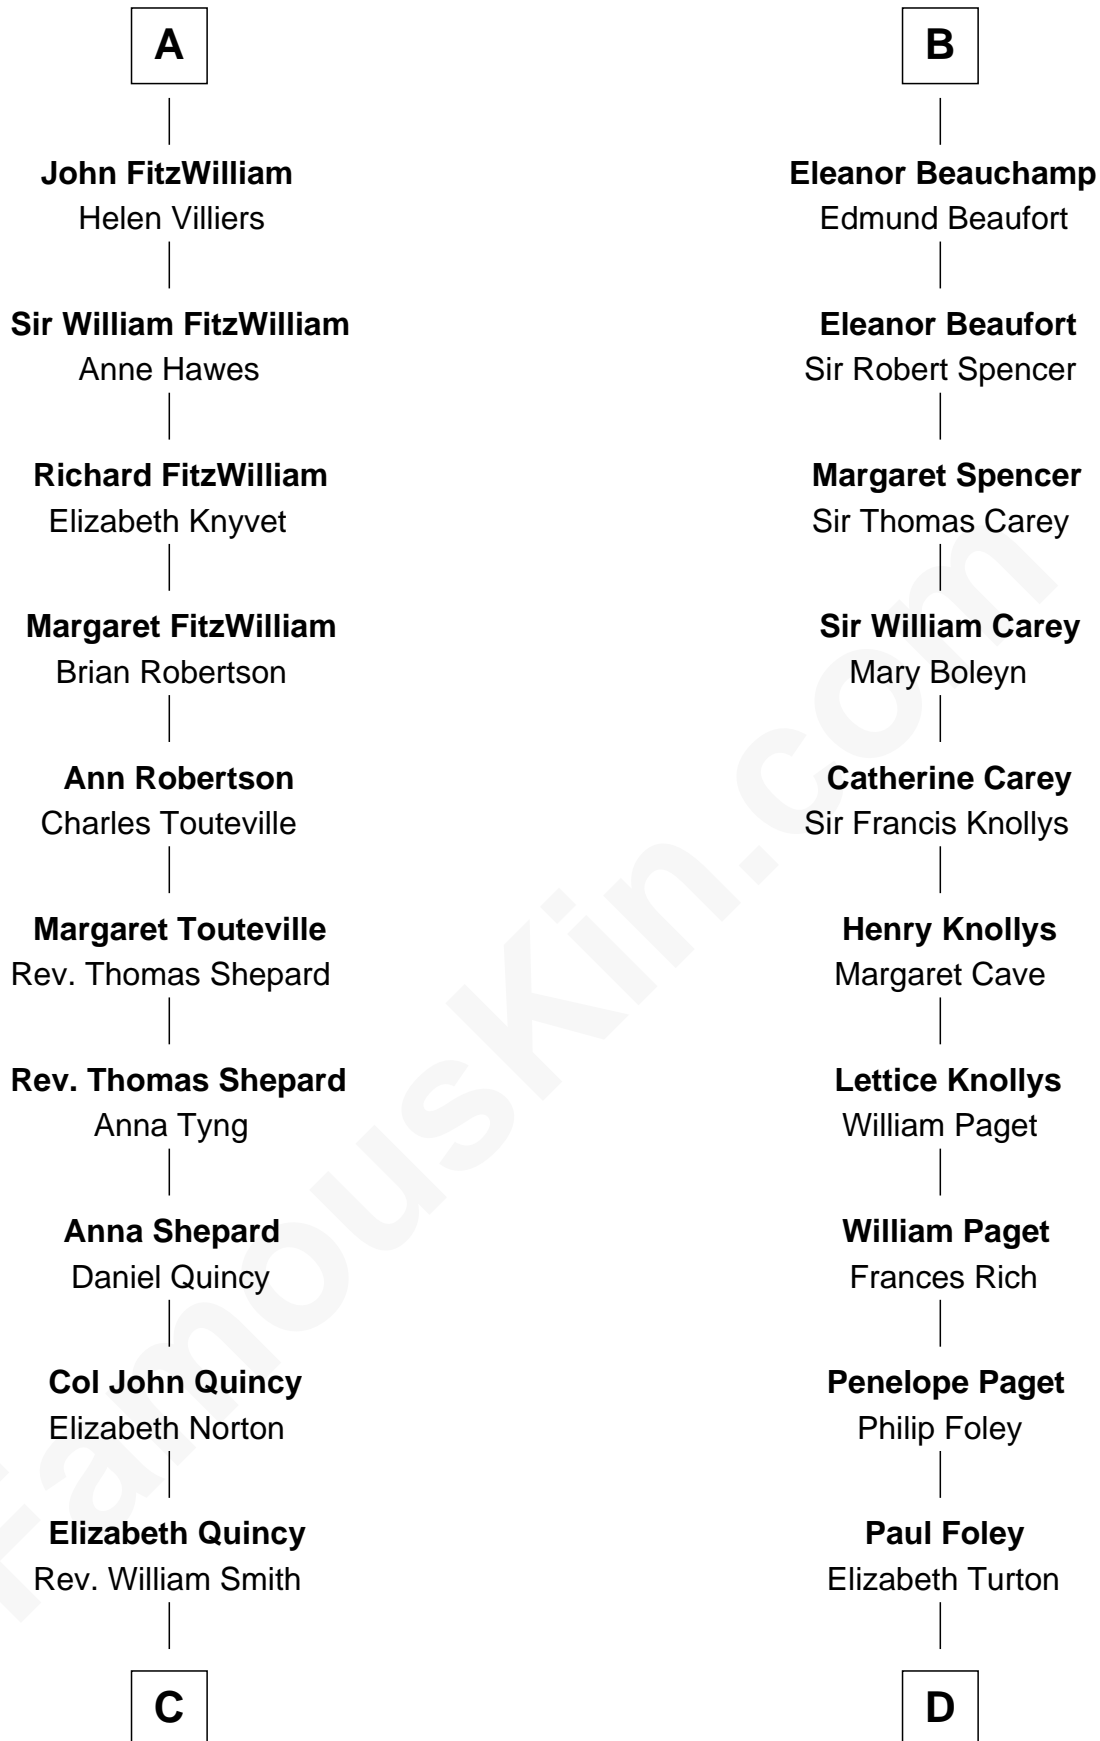 A
John FitzWilliam
Helen Villiers
Sir William FitzWilliam
Anne Hawes
Richard FitzWilliam
Elizabeth Knyvet
Margaret FitzWilliam
Brian Robertson
Ann Robertson
Charles Touteville
Margaret Touteville
Rev. Thomas Shepard
Rev. Thomas Shepard
Anna Tyng
Anna Shepard
Daniel Quincy
Col John Quincy
Elizabeth Norton
Elizabeth Quincy
Rev. William Smith
C
B
Eleanor Beauchamp
Edmund Beaufort
Eleanor Beaufort
Sir Robert Spencer
Margaret Spencer
Sir Thomas Carey
Sir William Carey
Mary Boleyn
Catherine Carey
Sir Francis Knollys
Henry Knollys
Margaret Cave
Lettice Knollys
William Paget
William Paget
Frances Rich
Penelope Paget
Philip Foley
Paul Foley
Elizabeth Turton
D
FamousKin.com